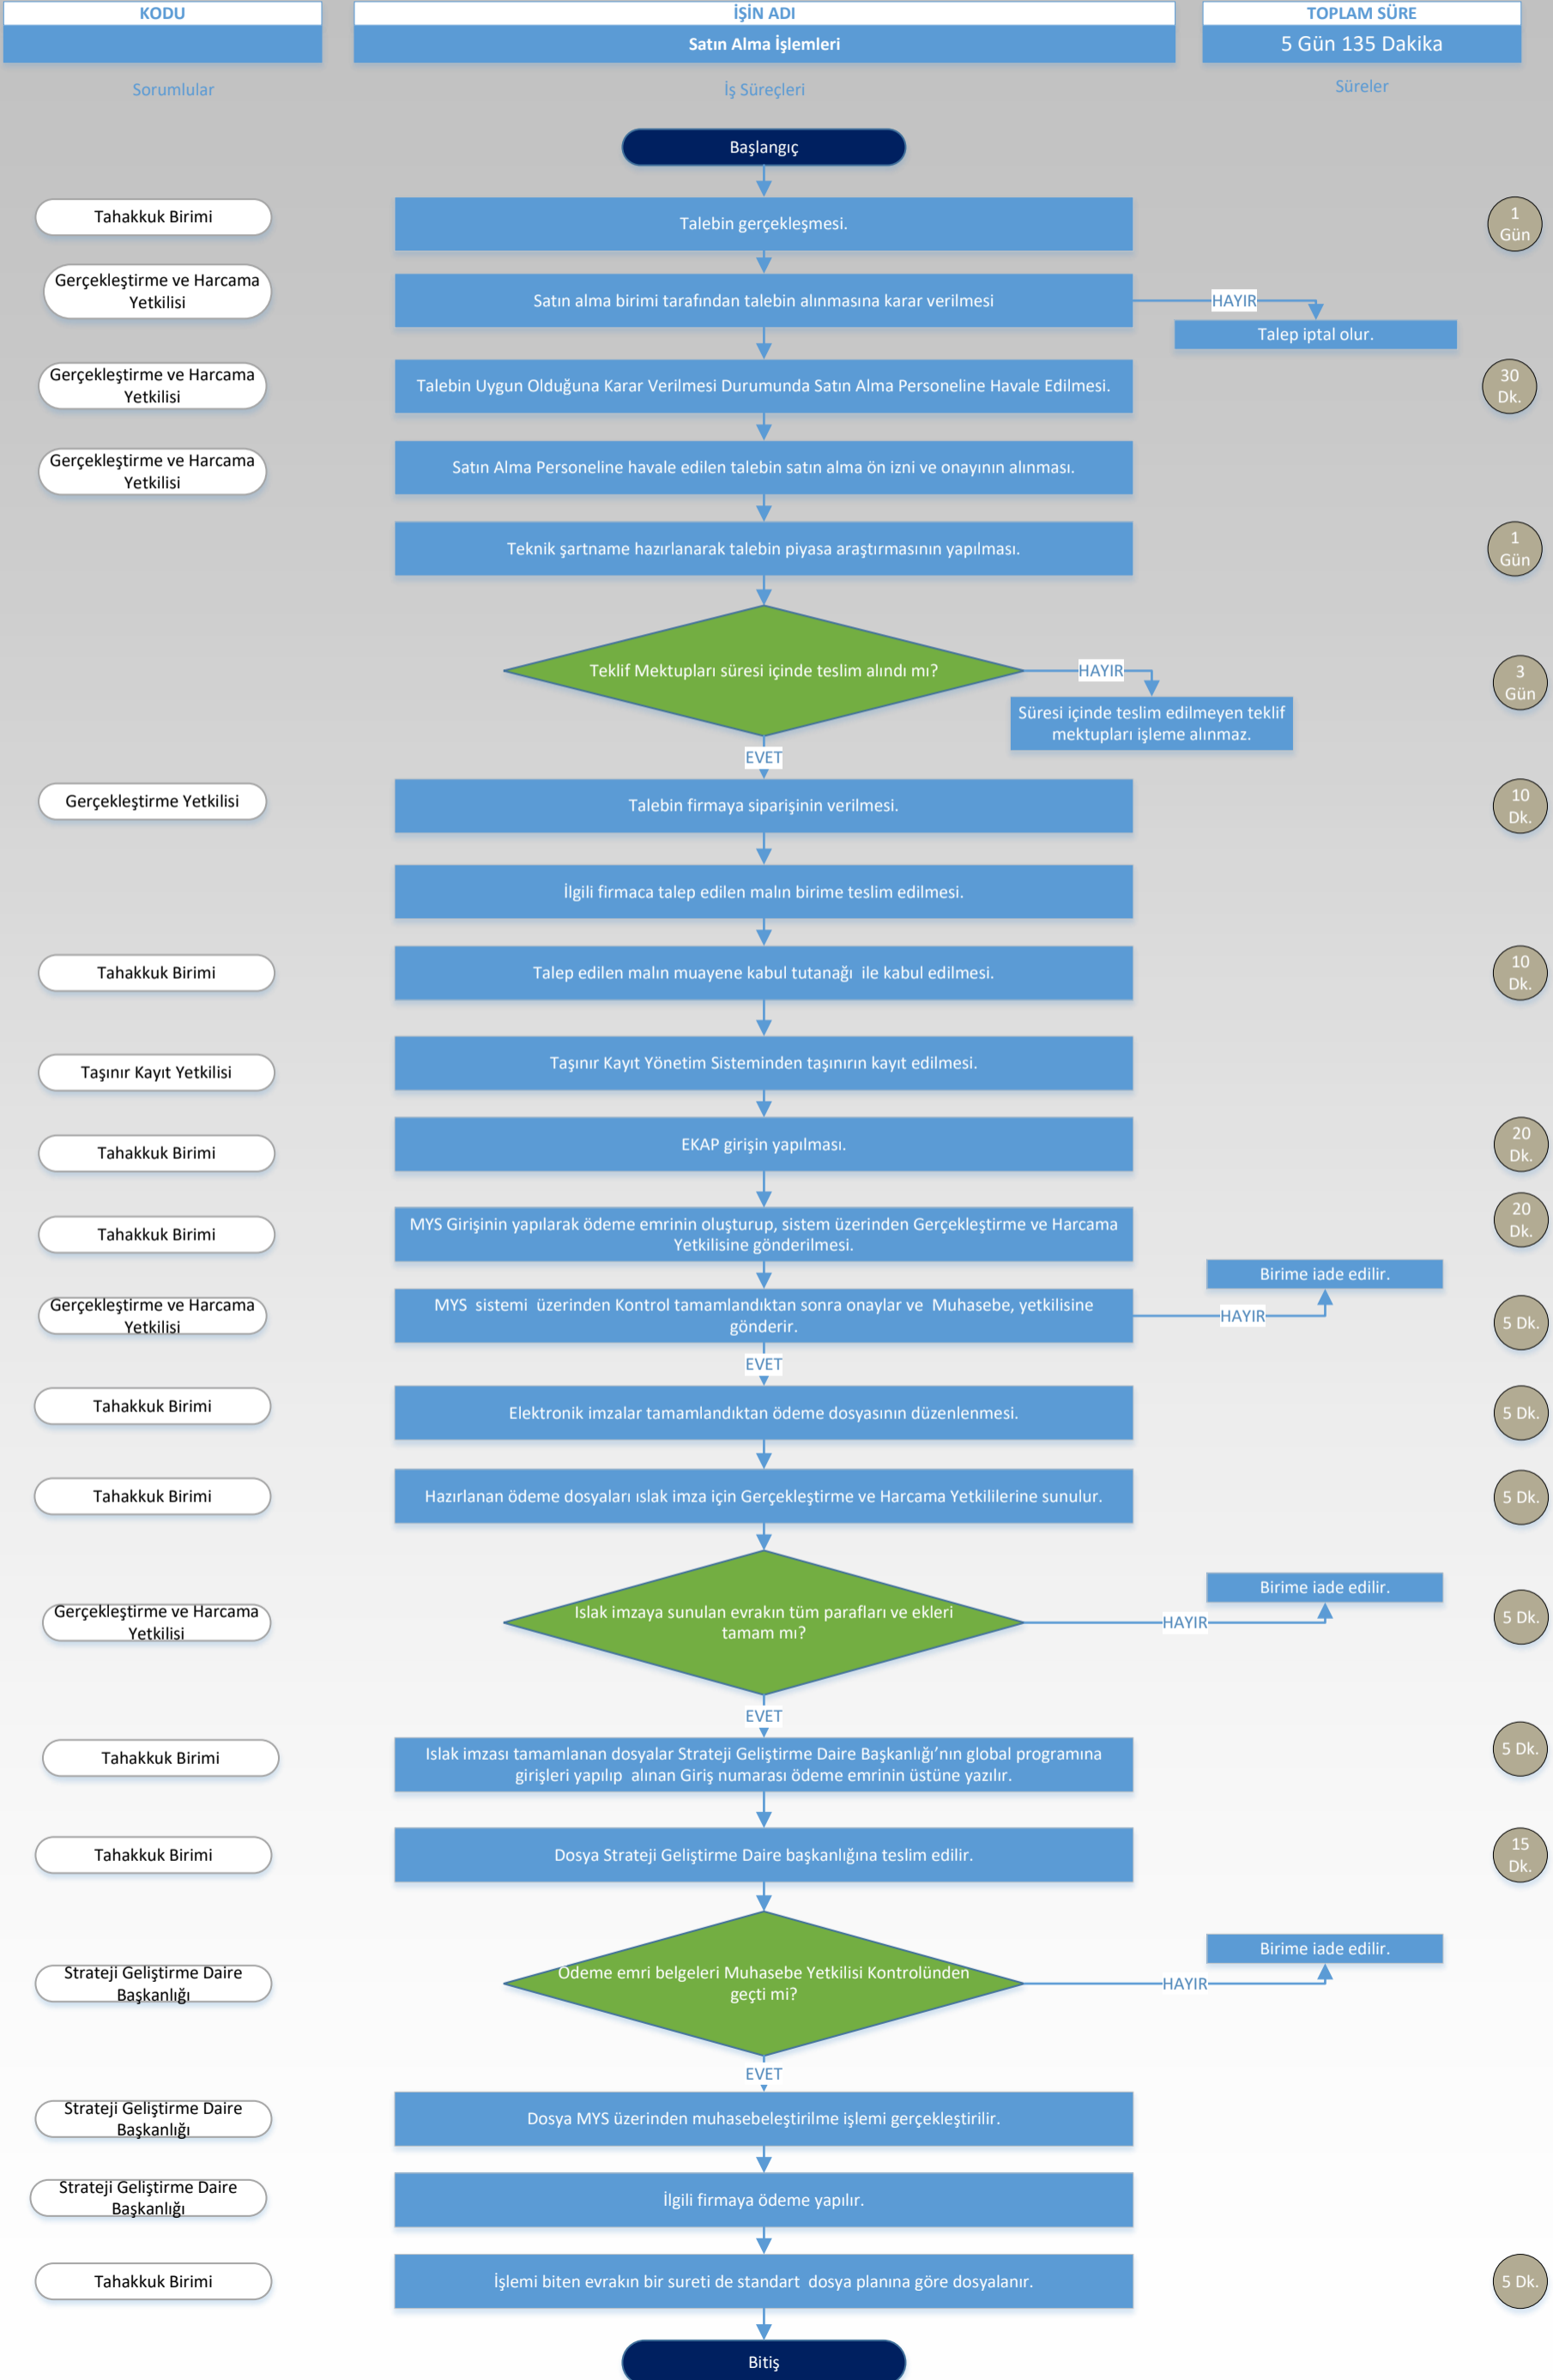 KODU
İŞİN ADI
TOPLAM SÜRE
Satın Alma İşlemleri
5 Gün 135 Dakika
Sorumlular
İş Süreçleri
Süreler
Başlangıç
Tahakkuk Birimi
Talebin gerçekleşmesi.
1
Gün
Gerçekleştirme ve Harcama
Yetkilisi
Satın alma birimi tarafından talebin alınmasına karar verilmesi
HAYIR
Talep iptal olur.
Gerçekleştirme ve Harcama
Yetkilisi
Talebin Uygun Olduğuna Karar Verilmesi Durumunda Satın Alma Personeline Havale Edilmesi.
30
Dk.
Gerçekleştirme ve Harcama
Yetkilisi
Satın Alma Personeline havale edilen talebin satın alma ön izni ve onayının alınması.
Teknik şartname hazırlanarak talebin piyasa araştırmasının yapılması.
1
Gün
Teklif Mektupları süresi içinde teslim alındı mı?
HAYIR
3
Gün
Süresi içinde teslim edilmeyen teklif
mektupları işleme alınmaz.
EVET
Gerçekleştirme Yetkilisi
Talebin firmaya siparişinin verilmesi.
10
Dk.
İlgili firmaca talep edilen malın birime teslim edilmesi.
Tahakkuk Birimi
Talep edilen malın muayene kabul tutanağı  ile kabul edilmesi.
10
Dk.
Taşınır Kayıt Yetkilisi
Taşınır Kayıt Yönetim Sisteminden taşınırın kayıt edilmesi.
Tahakkuk Birimi
EKAP girişin yapılması.
20
Dk.
Tahakkuk Birimi
MYS Girişinin yapılarak ödeme emrinin oluşturup, sistem üzerinden Gerçekleştirme ve Harcama
Yetkilisine gönderilmesi.
20
Dk.
Birime iade edilir.
Gerçekleştirme ve Harcama
Yetkilisi
MYS  sistemi  üzerinden Kontrol tamamlandıktan sonra onaylar ve  Muhasebe, yetkilisine
gönderir.
HAYIR
5 Dk.
EVET
Tahakkuk Birimi
Elektronik imzalar tamamlandıktan ödeme dosyasının düzenlenmesi.
5 Dk.
Tahakkuk Birimi
Hazırlanan ödeme dosyaları ıslak imza için Gerçekleştirme ve Harcama Yetkililerine sunulur.
5 Dk.
Birime iade edilir.
Gerçekleştirme ve Harcama
Yetkilisi
Islak imzaya sunulan evrakın tüm parafları ve ekleri
tamam mı?
HAYIR
5 Dk.
EVET
Tahakkuk Birimi
Islak imzası tamamlanan dosyalar Strateji Geliştirme Daire Başkanlığı’nın global programına
girişleri yapılıp  alınan Giriş numarası ödeme emrinin üstüne yazılır.
5 Dk.
Tahakkuk Birimi
Dosya Strateji Geliştirme Daire başkanlığına teslim edilir.
15
Dk.
Birime iade edilir.
Strateji Geliştirme Daire
Başkanlığı
Ödeme emri belgeleri Muhasebe Yetkilisi Kontrolünden
geçti mi?
HAYIR
EVET
Strateji Geliştirme Daire
Başkanlığı
Dosya MYS üzerinden muhasebeleştirilme işlemi gerçekleştirilir.
Strateji Geliştirme Daire
Başkanlığı
İlgili firmaya ödeme yapılır.
Tahakkuk Birimi
İşlemi biten evrakın bir sureti de standart  dosya planına göre dosyalanır.
5 Dk.
Bitiş